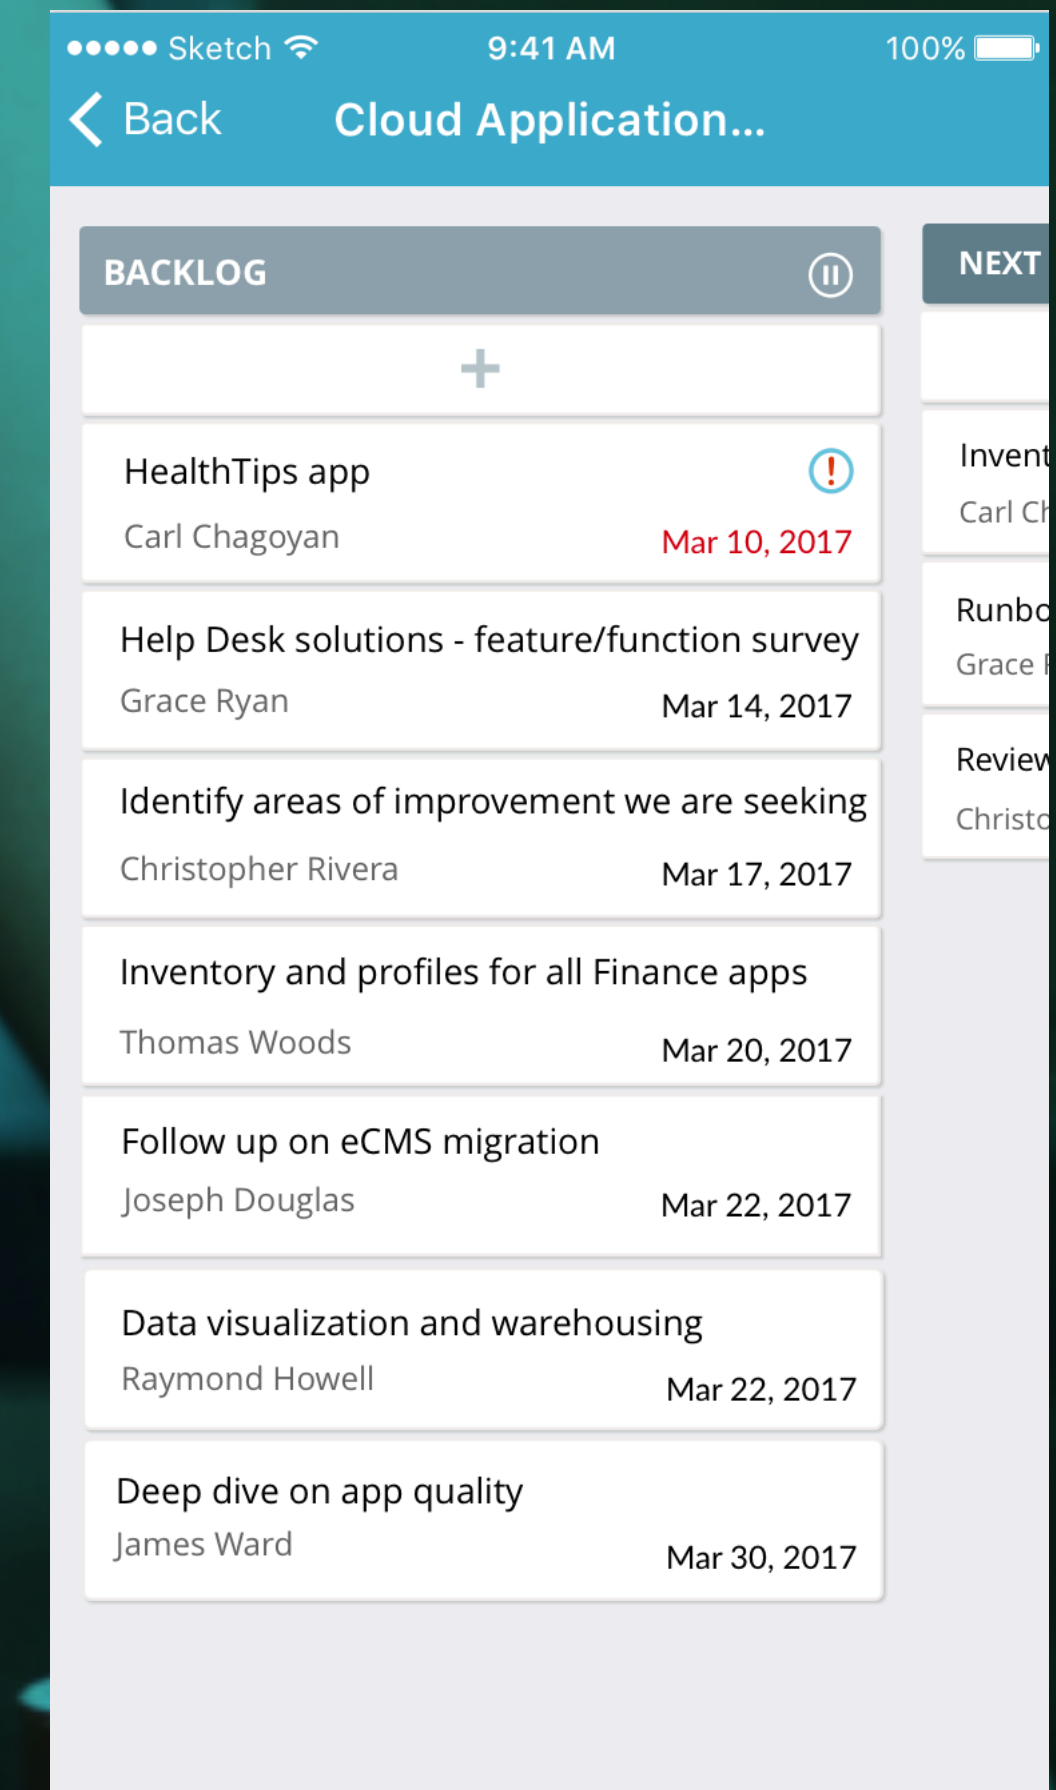 Sketch 9:41 AM 100%
Back Cloud Application...
BACKLOG
HealthTips app
Carl Chagoyan Mar 10, 2017
Help Desk solutions - feature/function survey
Grace Ryan Mar 14, 2017
Identify areas of improvement we are seeking
Christopher Rivera Mar 17, 2017
Inventory and profiles for all Finance apps
Thomas Woods Mar 20, 2017
Follow up on eCMS migration
Joseph Douglas Mar 22, 2017
Data visualization and warehousing
Raymond Howell Mar 22, 2017
Deep dive on app quality
James Ward Mar 30, 2017
NEXT
Carl
Grace
Review